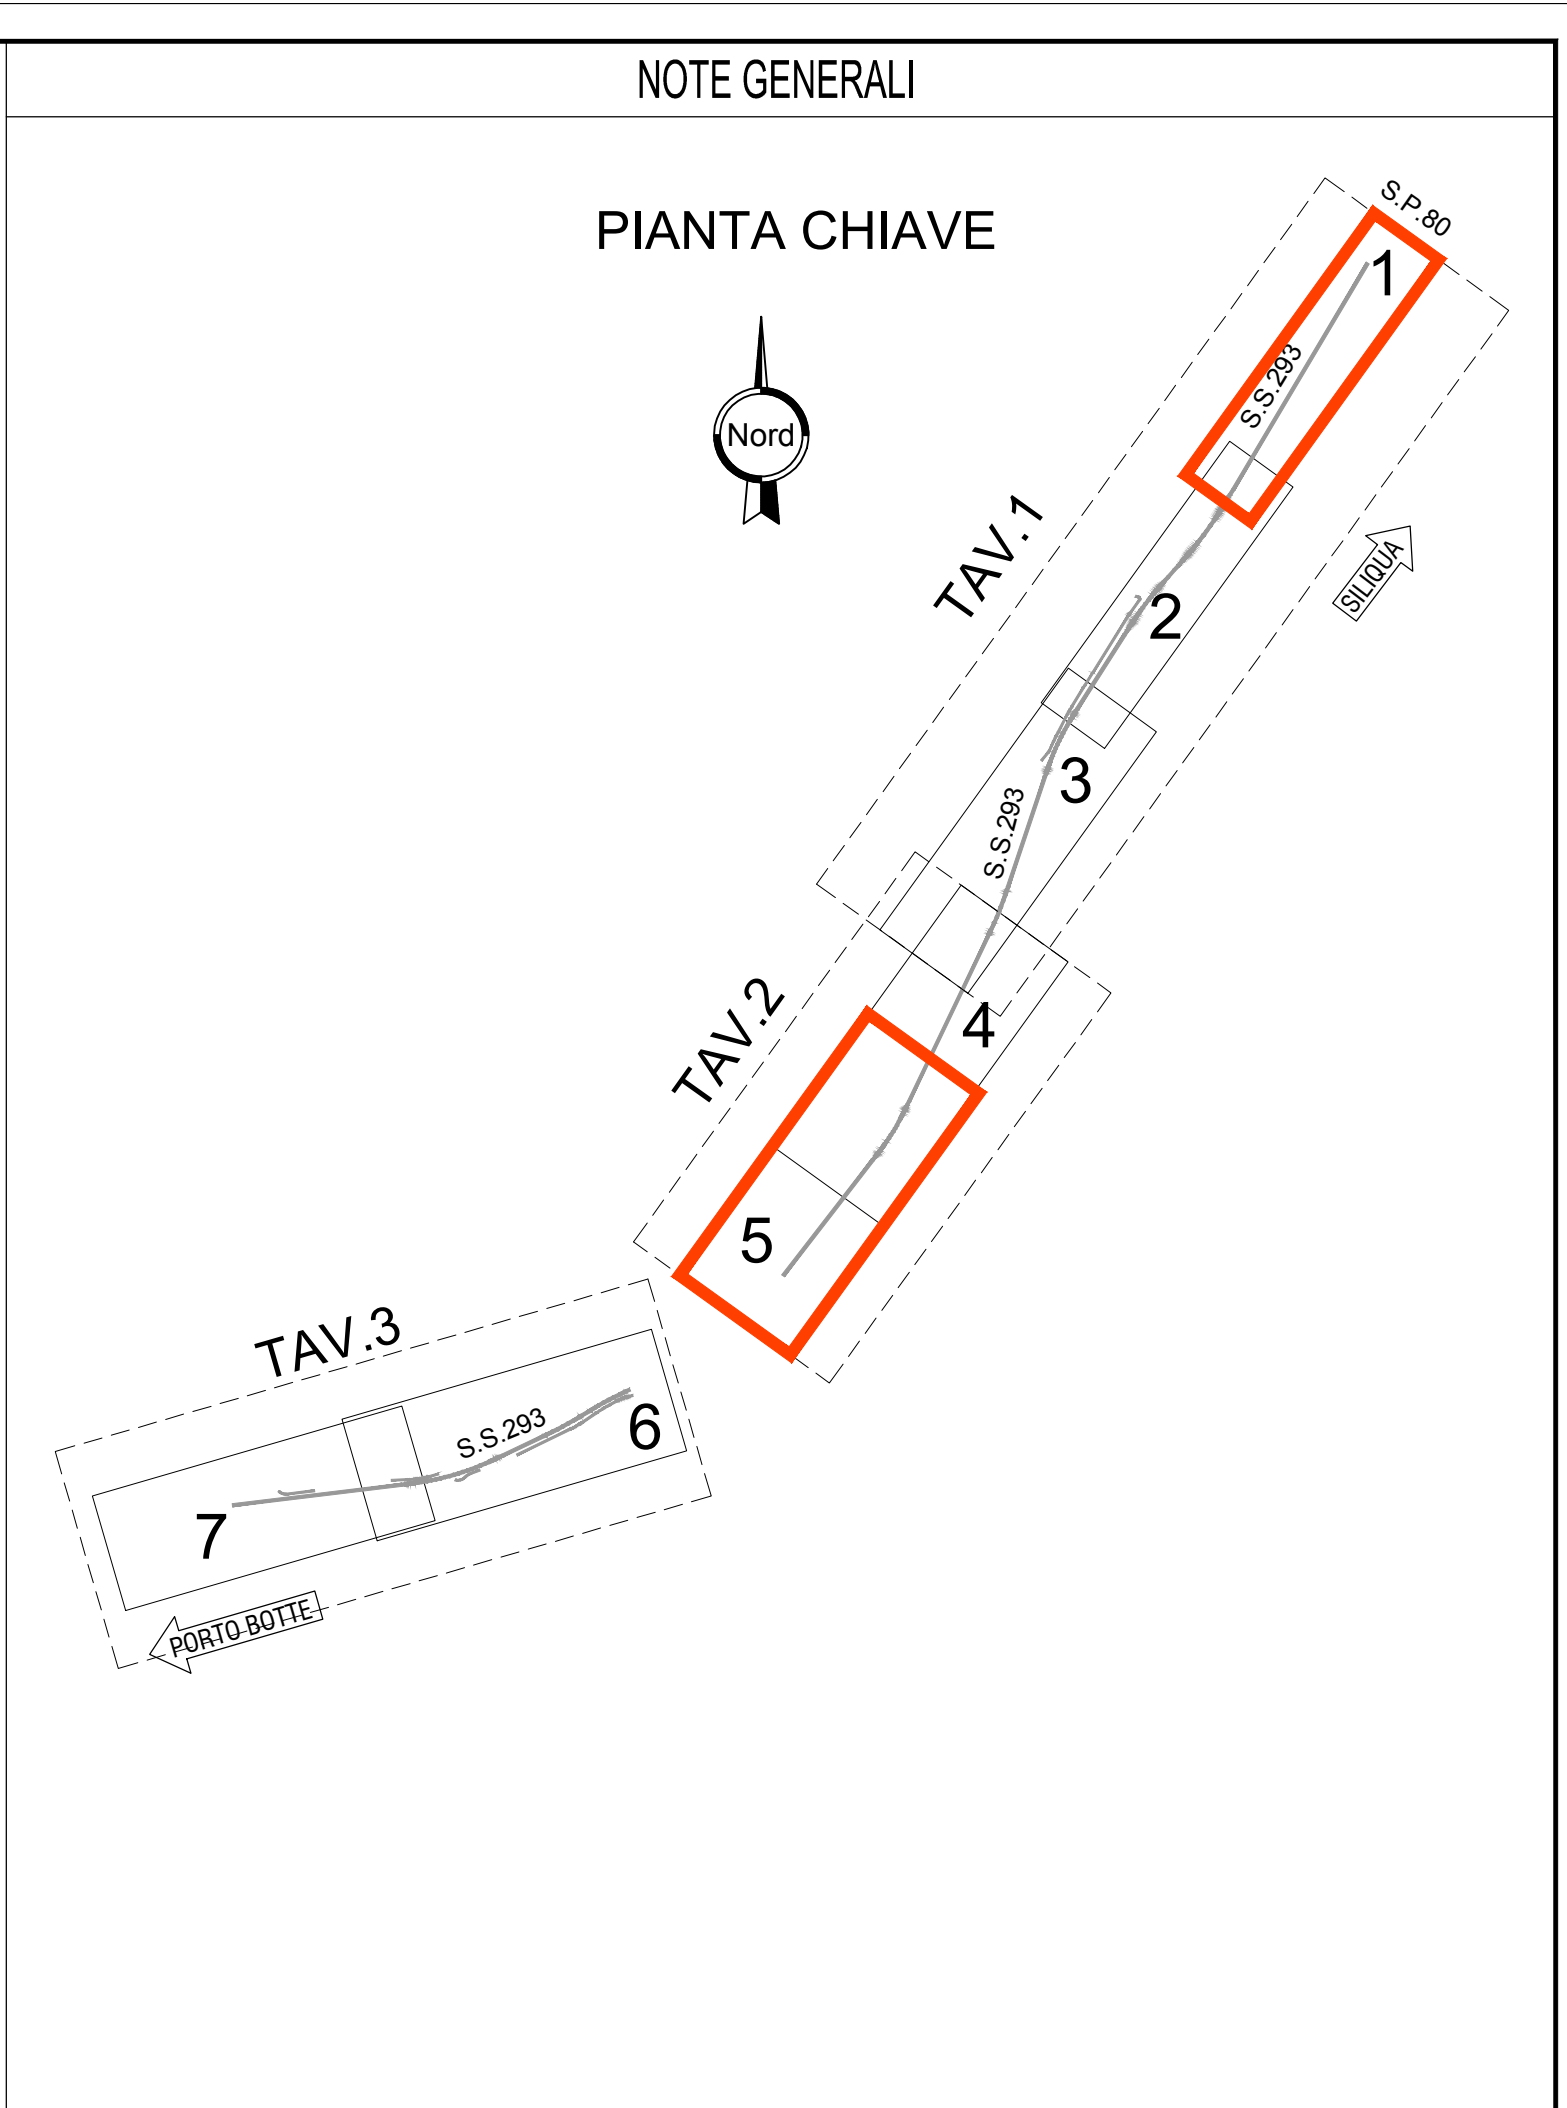 NOTE GENERALI
PIANTA CHIAVE
S.P.80
1
S.S.293
Nord
TAV.1
SILIQUA
2
3
S.S.293
TAV.2
4
5
TAV.3
S.S.293
6
7
PORTO BOTTE